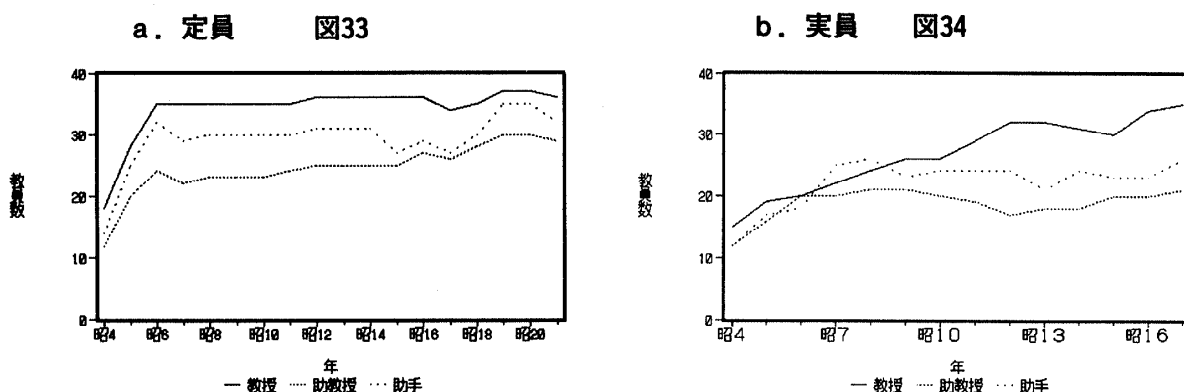 a. 定員 図33
40
30
20
10
0
教員数
昭4 昭6 昭8 昭10 昭12 昭14 昭16 昭18 昭20
年
— 教授 ⋯⋯ 助教授 ··· 助手
b. 実員 図34
40
30
20
10
0
教員数
昭4 昭7 昭10 昭13 昭16
年
— 教授 ⋯⋯ 助教授 ··· 助手